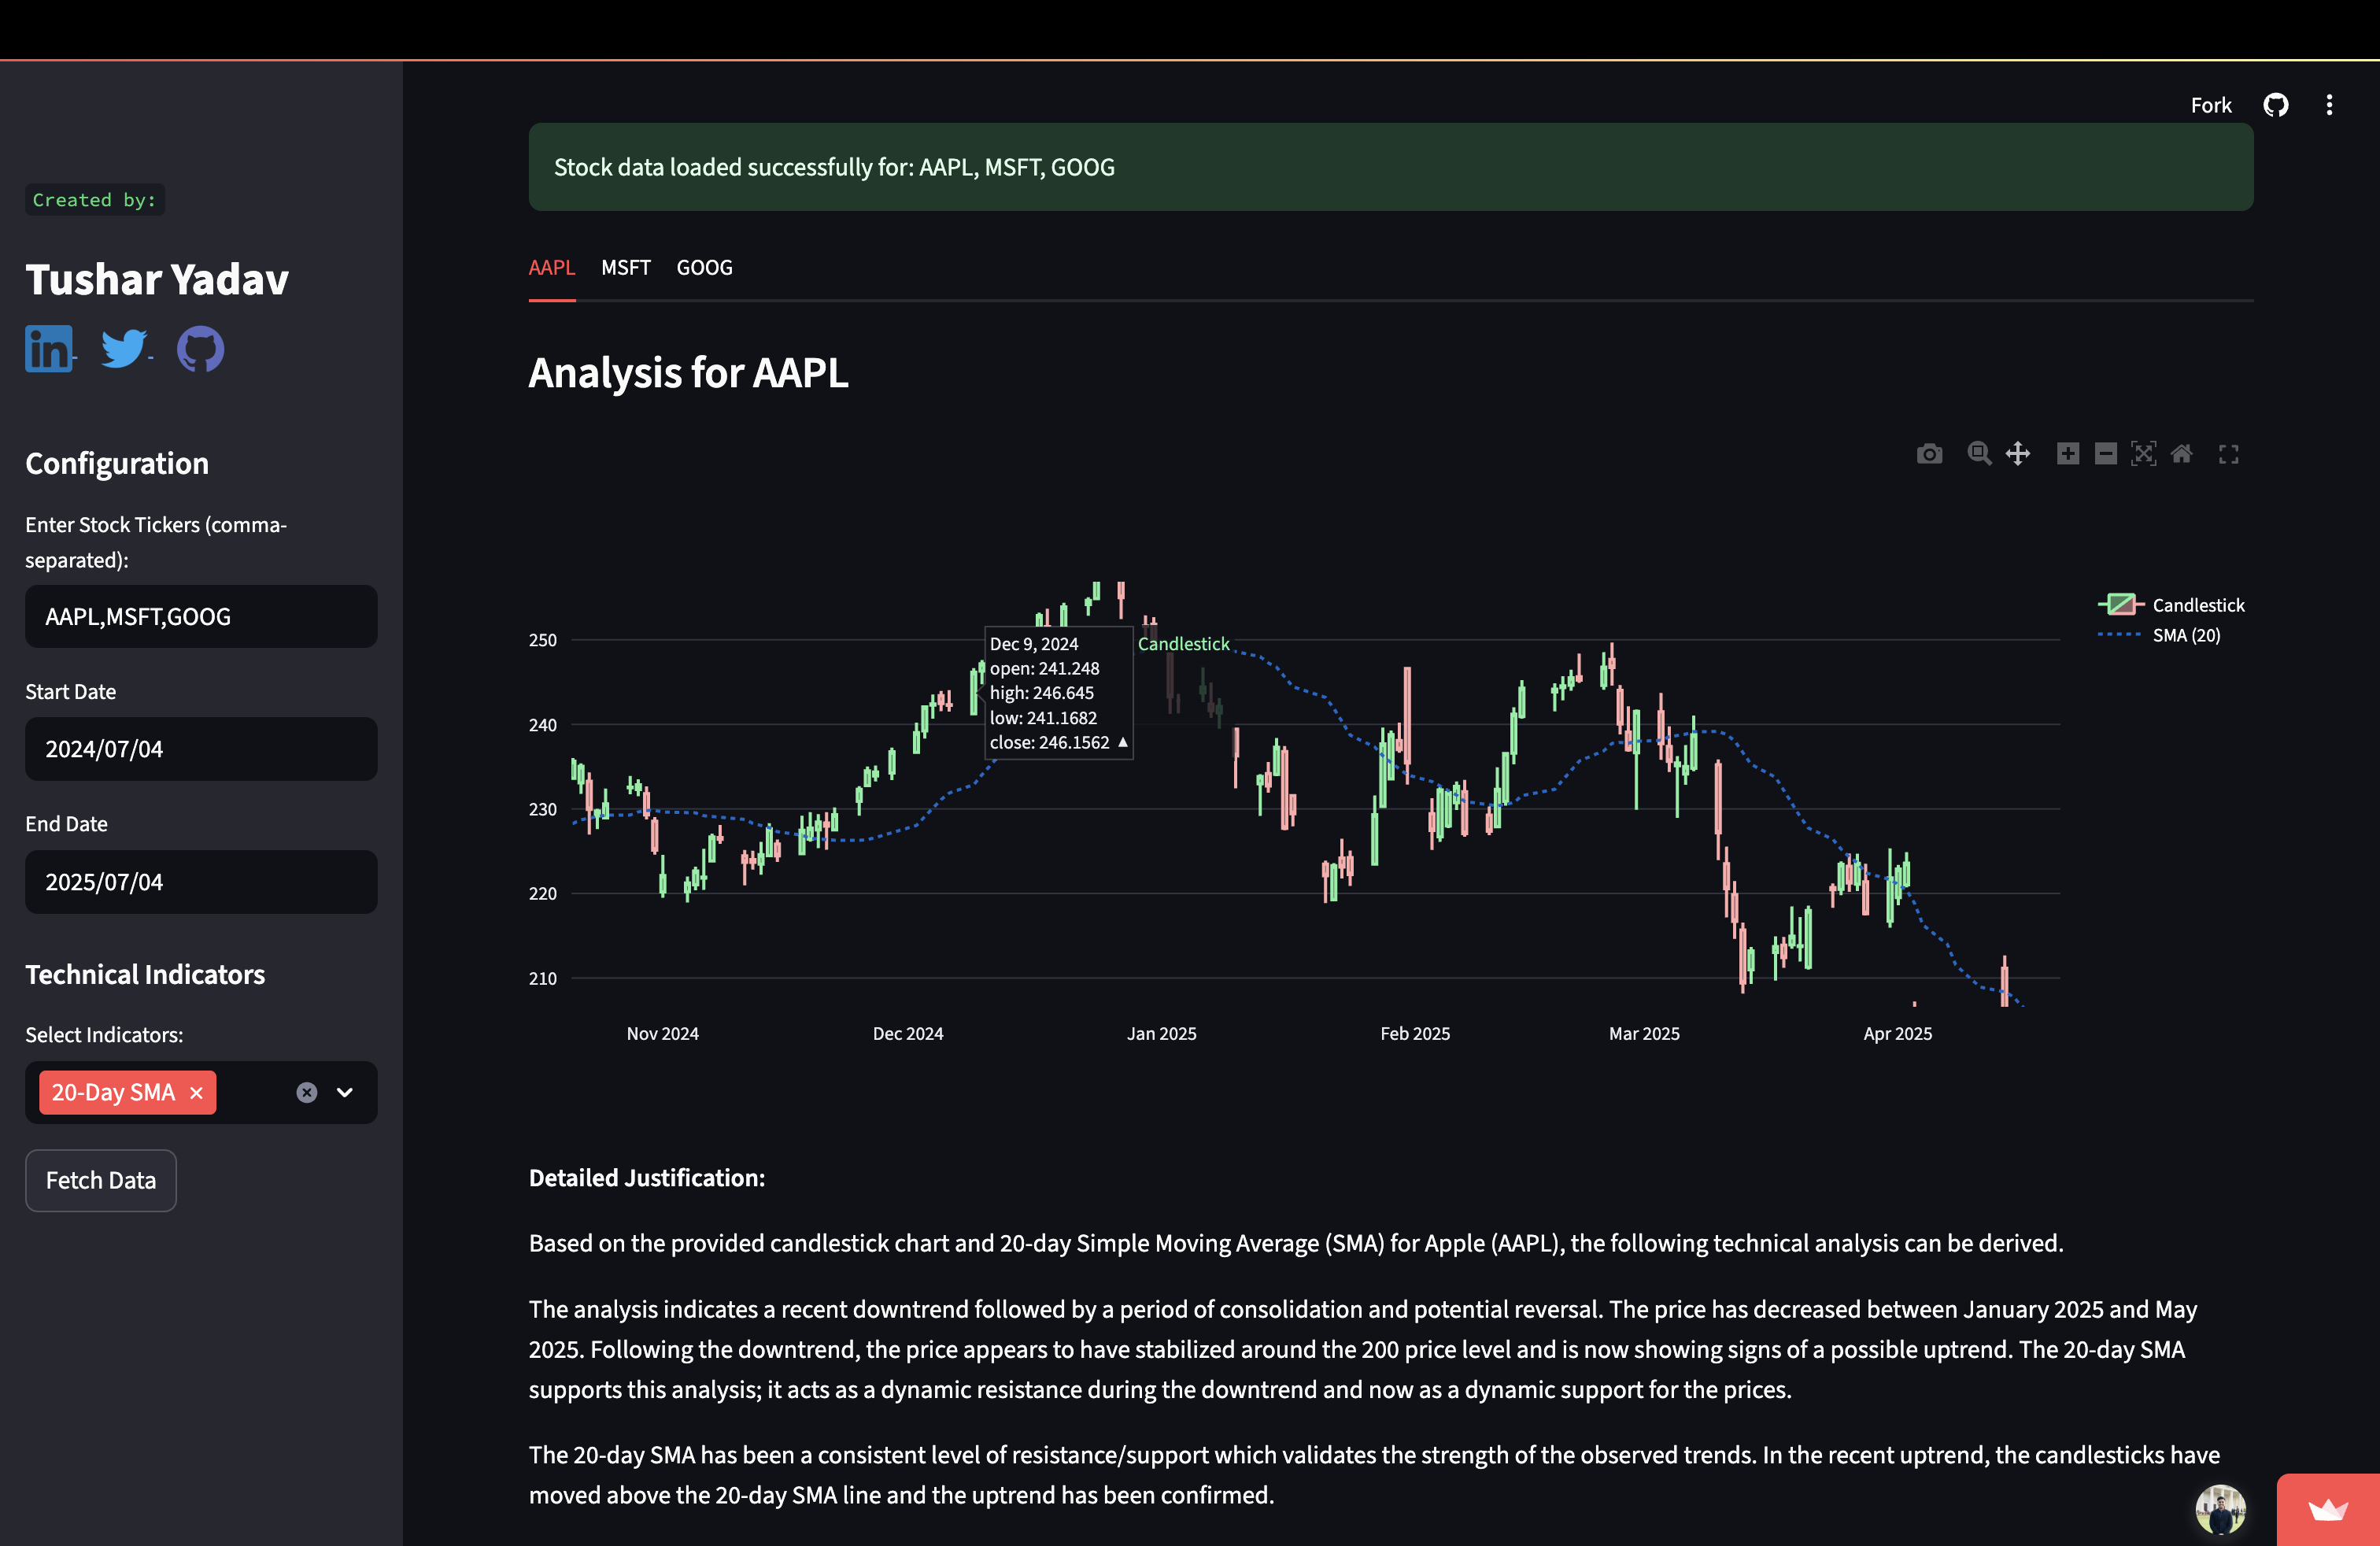 Fork
Stock data loaded successfully for: AAPL, MSFT, GOOG
Created by:
Tushar Yadav
in
Configuration
Enter Stock Tickers (comma-
separated):
AAPL,MSFT,GOOG
Start Date
2024/07/04
End Date
2025/07/04
Technical Indicators
Select Indicators:
20-Day SMA
Fetch Data
AAPL MSFT GOOG
Analysis for AAPL
Candlestick
SMA (20)
250
240
230
220
210
Dec 9, 2024
open: 241.248
high: 246.645
low: 241.1682
close: 246.1562 ▲
Candlestick
Nov 2024 Dec 2024 Jan 2025 Feb 2025 Mar 2025 Apr 2025
Detailed Justification:
Based on the provided candlestick chart and 20-day Simple Moving Average (SMA) for Apple (AAPL), the following technical analysis can be derived.
The analysis indicates a recent downtrend followed by a period of consolidation and potential reversal. The price has decreased between January 2025 and May
2025. Following the downtrend, the price appears to have stabilized around the 200 price level and is now showing signs of a possible uptrend. The 20-day SMA
supports this analysis; it acts as a dynamic resistance during the downtrend and now as a dynamic support for the prices.
The 20-day SMA has been a consistent level of resistance/support which validates the strength of the observed trends. In the recent uptrend, the candlesticks have
moved above the 20-day SMA line and the uptrend has been confirmed.